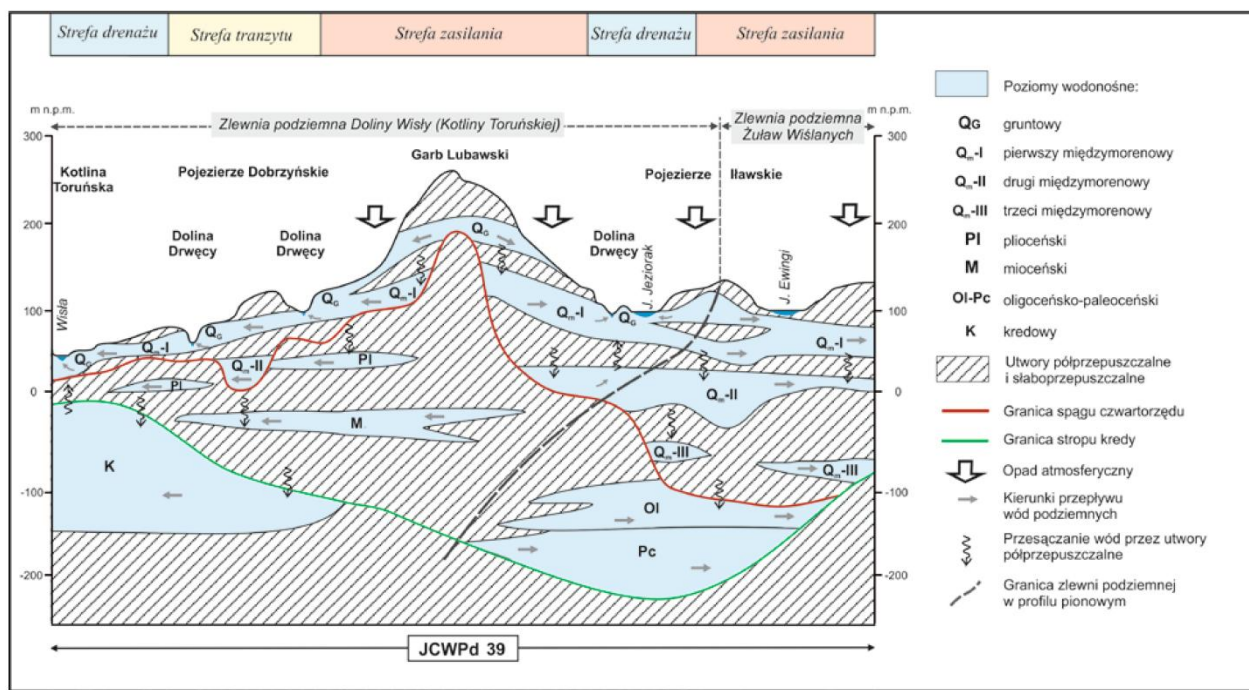 Strefa drenażu
Strefa tranzytu
Strefa zasilania
Strefa drenażu
Strefa zasilania
m n.p.m.
m n.p.m.
Zlewnia podziemna Doliny Wisły (Kotliny Toruńskiej)
Zlewnia podziemna
Żuław Wiślanych
300
300
Garb Lubawski
Kotlina
Toruńska
Pojezierze Dobrzyńskie
Pojezierze
Iławskie
200
200
Dolina
Drwęcy
Dolina
Drwęcy
Dolina
Drwęcy
J. Jeziorak
J. Ewingi
Wisła
100
100
0
0
-100
-100
-200
-200
QG
QG
QG
QG
QG
Qm-I
Qm-I
Qm-I
Qm-I
Qm-II
Qm-II
Qm-III
Qm-III
Pl
Pl
M
K
Ol
Pc
JCWPd 39
Poziomy wodonośne:
QG gruntowy
Qm-I pierwszy międzymorenowy
Qm-II drugi międzymorenowy
Qm-III trzeci międzymorenowy
Pl plioceński
M mioceński
Ol-Pc oligoceńsko-paleoceński
K kredowy
Utwory półprzepuszczalne
i słaboprzepuszczalne
Granica spągu czwartorzędu
Granica stropu kredy
Opad atmosferyczny
Kierunki przepływu
wód podziemnych
Przesączanie wód przez utwory
półprzepuszczalne
Granica zlewni podziemnej
w profilu pionowym